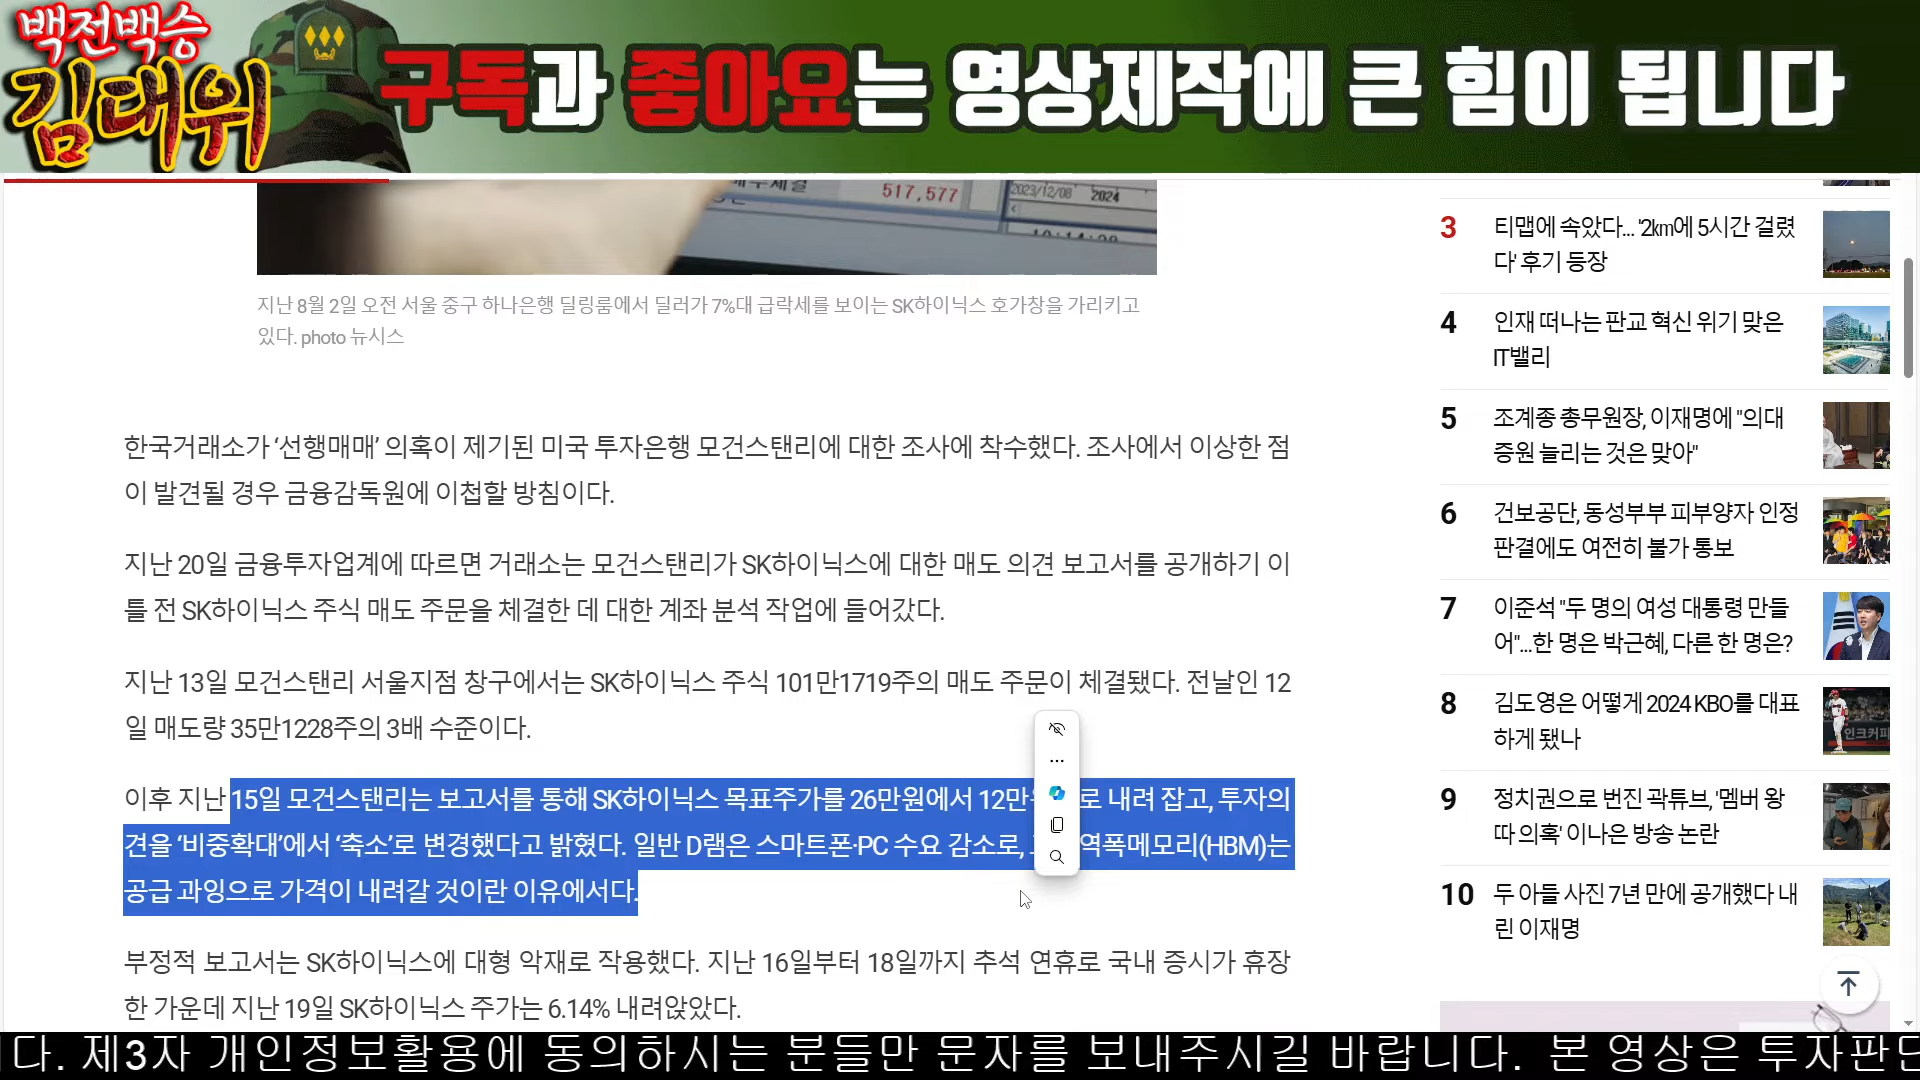 백전백승
김대위
구독과 좋아요는 영상제작에 큰 힘이 됩니다
517,577
2023/12/08
2024
지난 8월 2일 오전 서울 중구 하나은행 딜링룸에서 딜러가 7%대 급락세를 보이는 SK하이닉스 호가창을 가리키고
있다. photo 뉴시스
한국거래소가 ‘선행매매’ 의혹이 제기된 미국 투자은행 모건스탠리에 대한 조사에 착수했다. 조사에서 이상한 점
이 발견될 경우 금융감독원에 이첩할 방침이다.
지난 20일 금융투자업계에 따르면 거래소는 모건스탠리가 SK하이닉스에 대한 매도 의견 보고서를 공개하기 이
틀 전 SK하이닉스 주식 매도 주문을 체결한 데 대한 계좌 분석 작업에 들어갔다.
지난 13일 모건스탠리 서울지점 창구에서는 SK하이닉스 주식 101만1719주의 매도 주문이 체결됐다. 전날인 12
일 매도량 35만1228주의 3배 수준이다.
이후 지난 15일 모건스탠리는 보고서를 통해 SK하이닉스 목표주가를 26만원에서 12만 로 내려 잡고, 투자의
견을 ‘비중확대’에서 ‘축소’로 변경했다고 밝혔다. 일반 D램은 스마트폰·PC 수요 감소로, 역폭메모리(HBM)는
공급 과잉으로 가격이 내려갈 것이란 이유에서다.
부정적 보고서는 SK하이닉스에 대형 악재로 작용했다. 지난 16일부터 18일까지 추석 연휴로 국내 증시가 휴장
한 가운데 지난 19일 SK하이닉스 주가는 6.14% 내려앉았다.
3 티맵에 속았다... '2㎞에 5시간 걸렸
다' 후기 등장
4 인재 떠나는 판교 혁신 위기 맞은
IT밸리
5 조계종 총무원장, 이재명에 "의대
증원 늘리는 것은 맞아"
6 건보공단, 동성부부 피부양자 인정
판결에도 여전히 불가 통보
7 이준석 "두 명의 여성 대통령 만들
어"...한 명은 박근혜, 다른 한 명은?
8 김도영은 어떻게 2024 KBO를 대표
하게 됐나
9 정치권으로 번진 곽튜브, '멤버 왕
따 의혹' 이나은 방송 논란
10 두 아들 사진 7년 만에 공개했다 내
린 이재명
다. 제3자 개인정보활용에 동의하시는 분들만 문자를 보내주시길 바랍니다. 본 영상은 투자판단